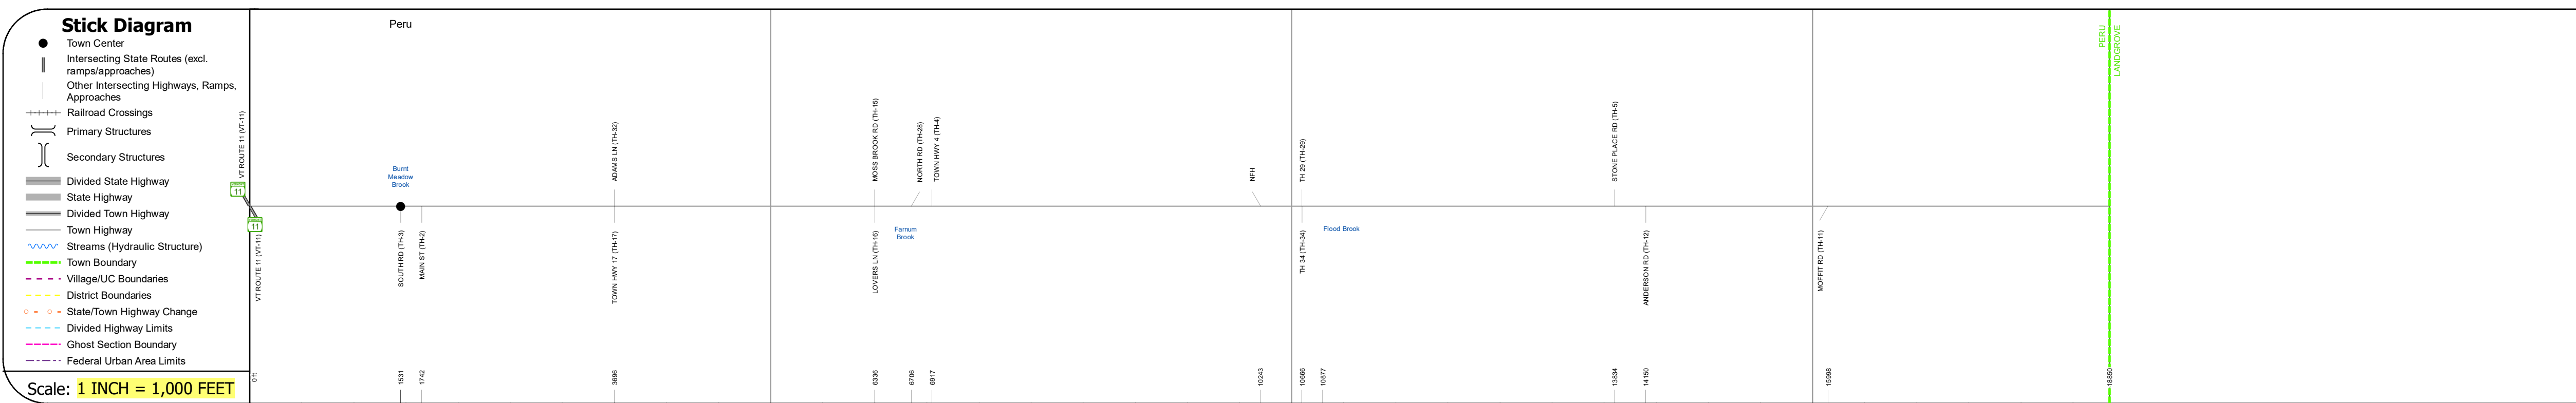 Stick Diagram
Town Center
Intersecting State Routes (excl.
ramps/approaches)
Other Intersecting Highways, Ramps,
Approaches
Railroad Crossings
Primary Structures
Secondary Structures
Divided State Highway
State Highway
Divided Town Highway
Town Highway
Streams (Hydraulic Structure)
Town Boundary
Village/UC Boundaries
District Boundaries
State/Town Highway Change
Divided Highway Limits
Ghost Section Boundary
Federal Urban Area Limits
Scale: 1 INCH = 1,000 FEET
Peru
VT ROUTE 11 (VT-11)
11
11
VT ROUTE 11 (VT-11)
Burnt
Meadow
Brook
SOUTH RD (TH-3)
MAIN ST (TH-2)
ADAMS LN (TH-32)
TOWN HWY 17 (TH-17)
MOSS BROOK RD (TH-15)
LOVERS LN (TH-16)
NORTH RD (TH-28)
TOWN HWY 4 (TH-4)
Farnum
Brook
NFH
TH 29 (TH-29)
TH 34 (TH-34)
Flood Brook
STONE PLACE RD (TH-5)
ANDERSON RD (TH-12)
MOFFIT RD (TH-11)
PERU
LANDGROVE
0 ft
1531
1742
3696
6336
6706
6917
10243
10666
10877
13834
14150
15998
18850